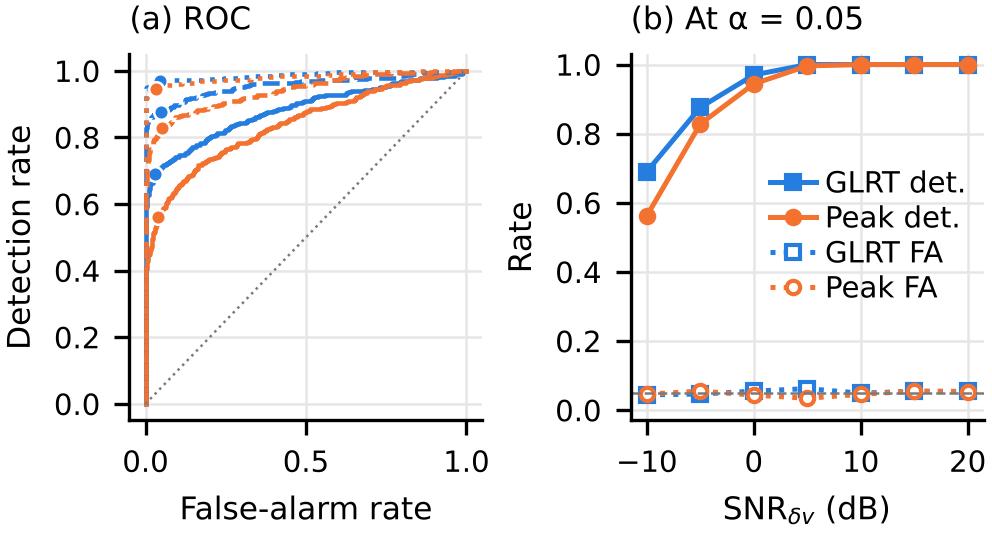 (a) ROC
Detection rate
1.0
0.8
0.6
0.4
0.2
0.0
0.0 0.5 1.0
False-alarm rate
(b) At α = 0.05
Rate
1.0
0.8
0.6
0.4
0.2
0.0
GLRT det.
Peak det.
GLRT FA
Peak FA
−10 0 10 20
SNRδv (dB)